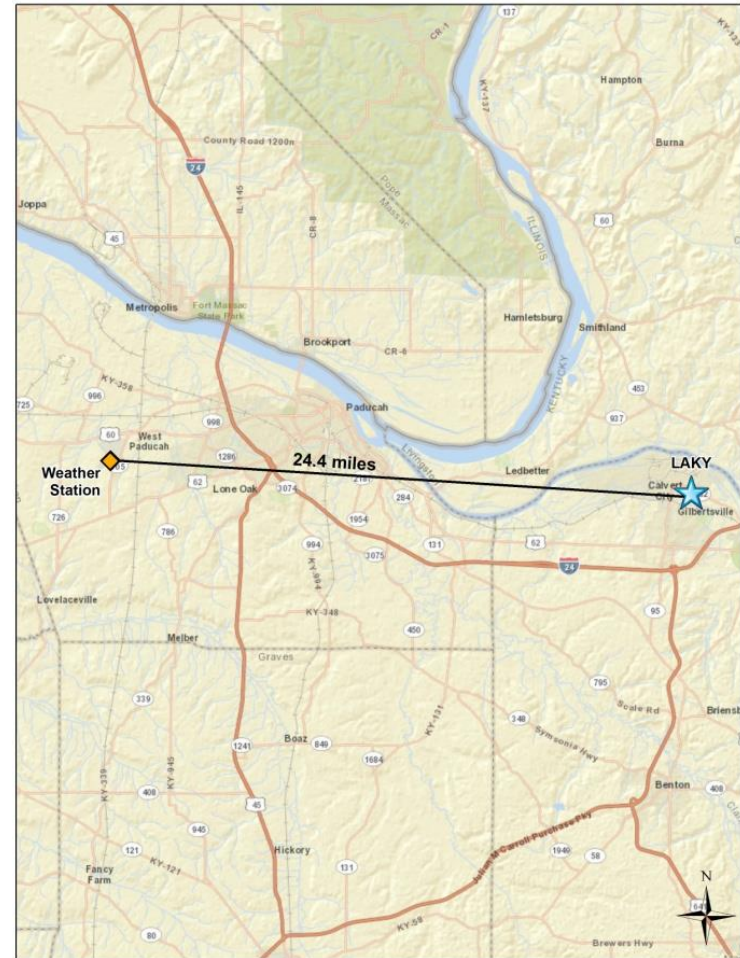 137
CR-1
KY-133
KY-137
Hampton
Burna
County Road 1200n
24
IL-145
CR-8
Pope
Massac
Joppa
45
ILLINOIS
60
Metropolis
Fort Massac
State Park
Hamletsburg
Smithland
Brookport
CR-6
KENTUCKY
KY-358
996
453
725
Paducah
937
998
60
West
Paducah
Livingston
1286
24.4 miles
Ledbetter
LAKY
Weather
Station
62
Lone Oak
3074
284
Calvert
City
Gilbertsville
726
786
1954
994
3075
131
62
24
KY-994
Lovelaceville
KY-348
95
450
Melber
Graves
795
339
Scale Rd
348
KY-131
Symsonia Hwy
1241
Boaz
849
1684
KY-339
KY-945
408
45
Benton
408
945
121
KY-121
Hickory
Julian M Carroll Purchase Pky
1949
58
Fancy
Farm
131
N
641
KY-58
80
Brewers Hwy